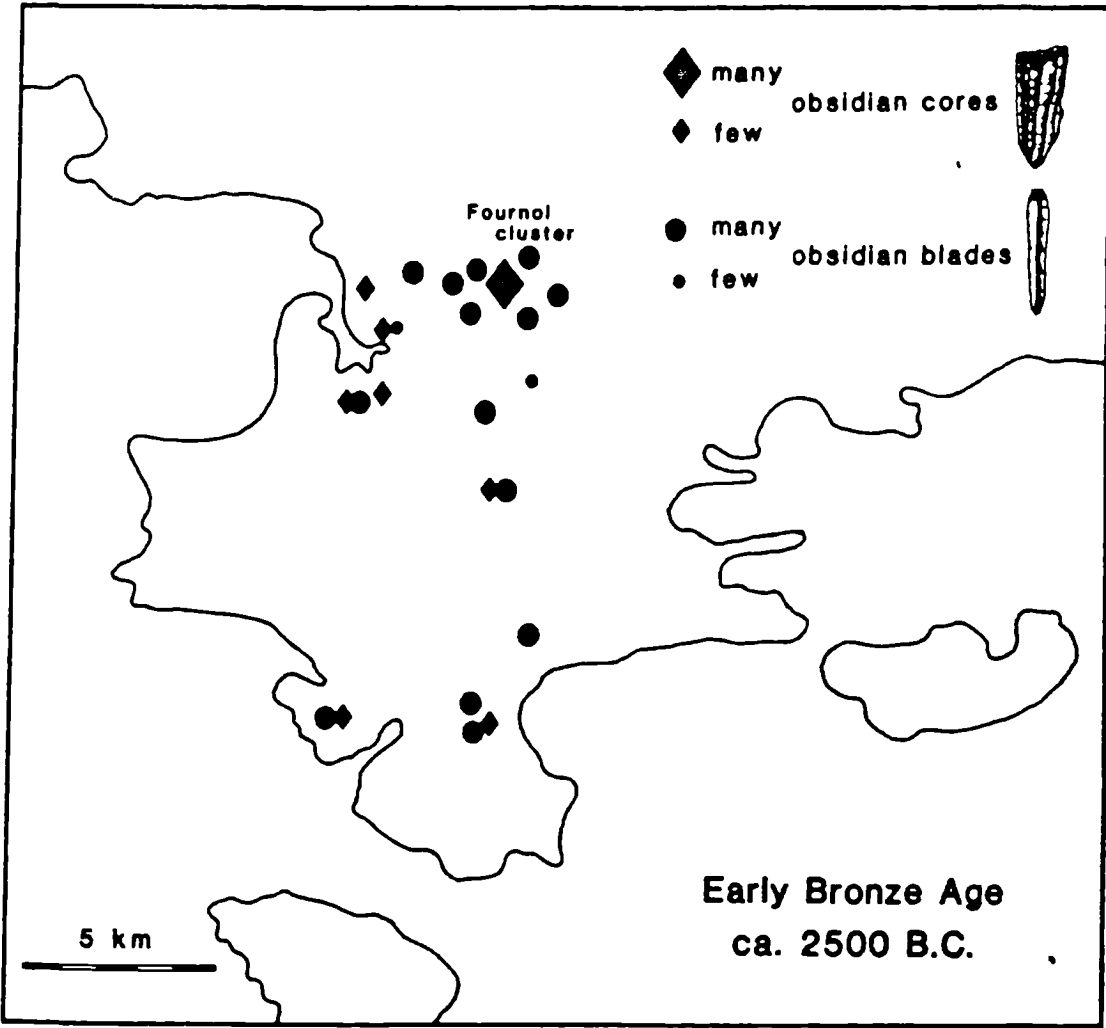 many
obsidian cores
few
Fournoi
cluster
many
obsidian blades
few
5 km
Early Bronze Age
ca. 2500 B.C.